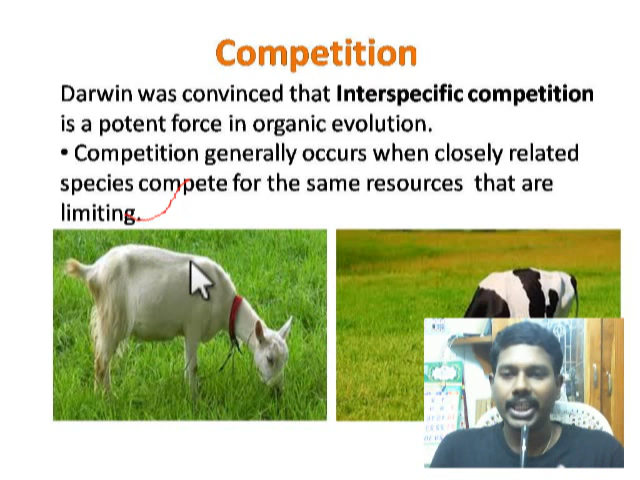 Competition
Darwin was convinced that Interspecific competition
is a potent force in organic evolution.
• Competition generally occurs when closely related
species compete for the same resources that are
limiting.